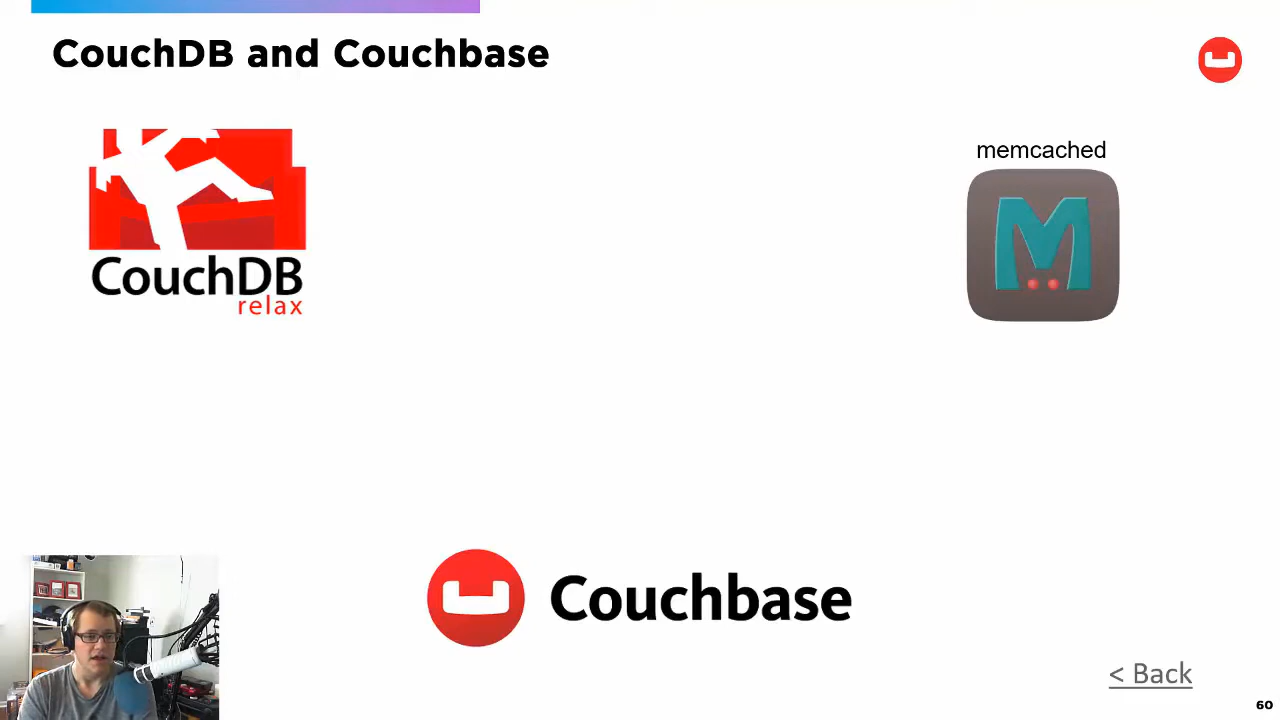 CouchDB and Couchbase
memcached
CouchDB
relax
Couchbase
< Back
60